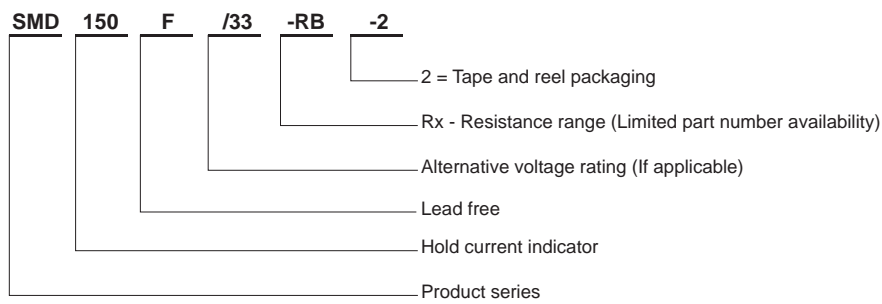 SMD 150 F /33 -RB -2
2 = Tape and reel packaging
Rx - Resistance range (Limited part number availability)
Alternative voltage rating (If applicable)
Lead free
Hold current indicator
Product series